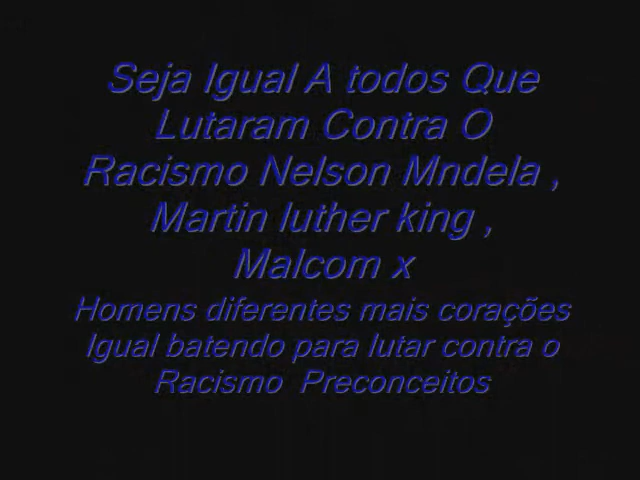 Seja Igual A todos Que
Lutaram Contra O
Racismo Nelson Mndela ,
Martin luther king ,
Malcom x
Homens diferentes mais corações
Igual batendo para lutar contra o
Racismo  Preconceitos